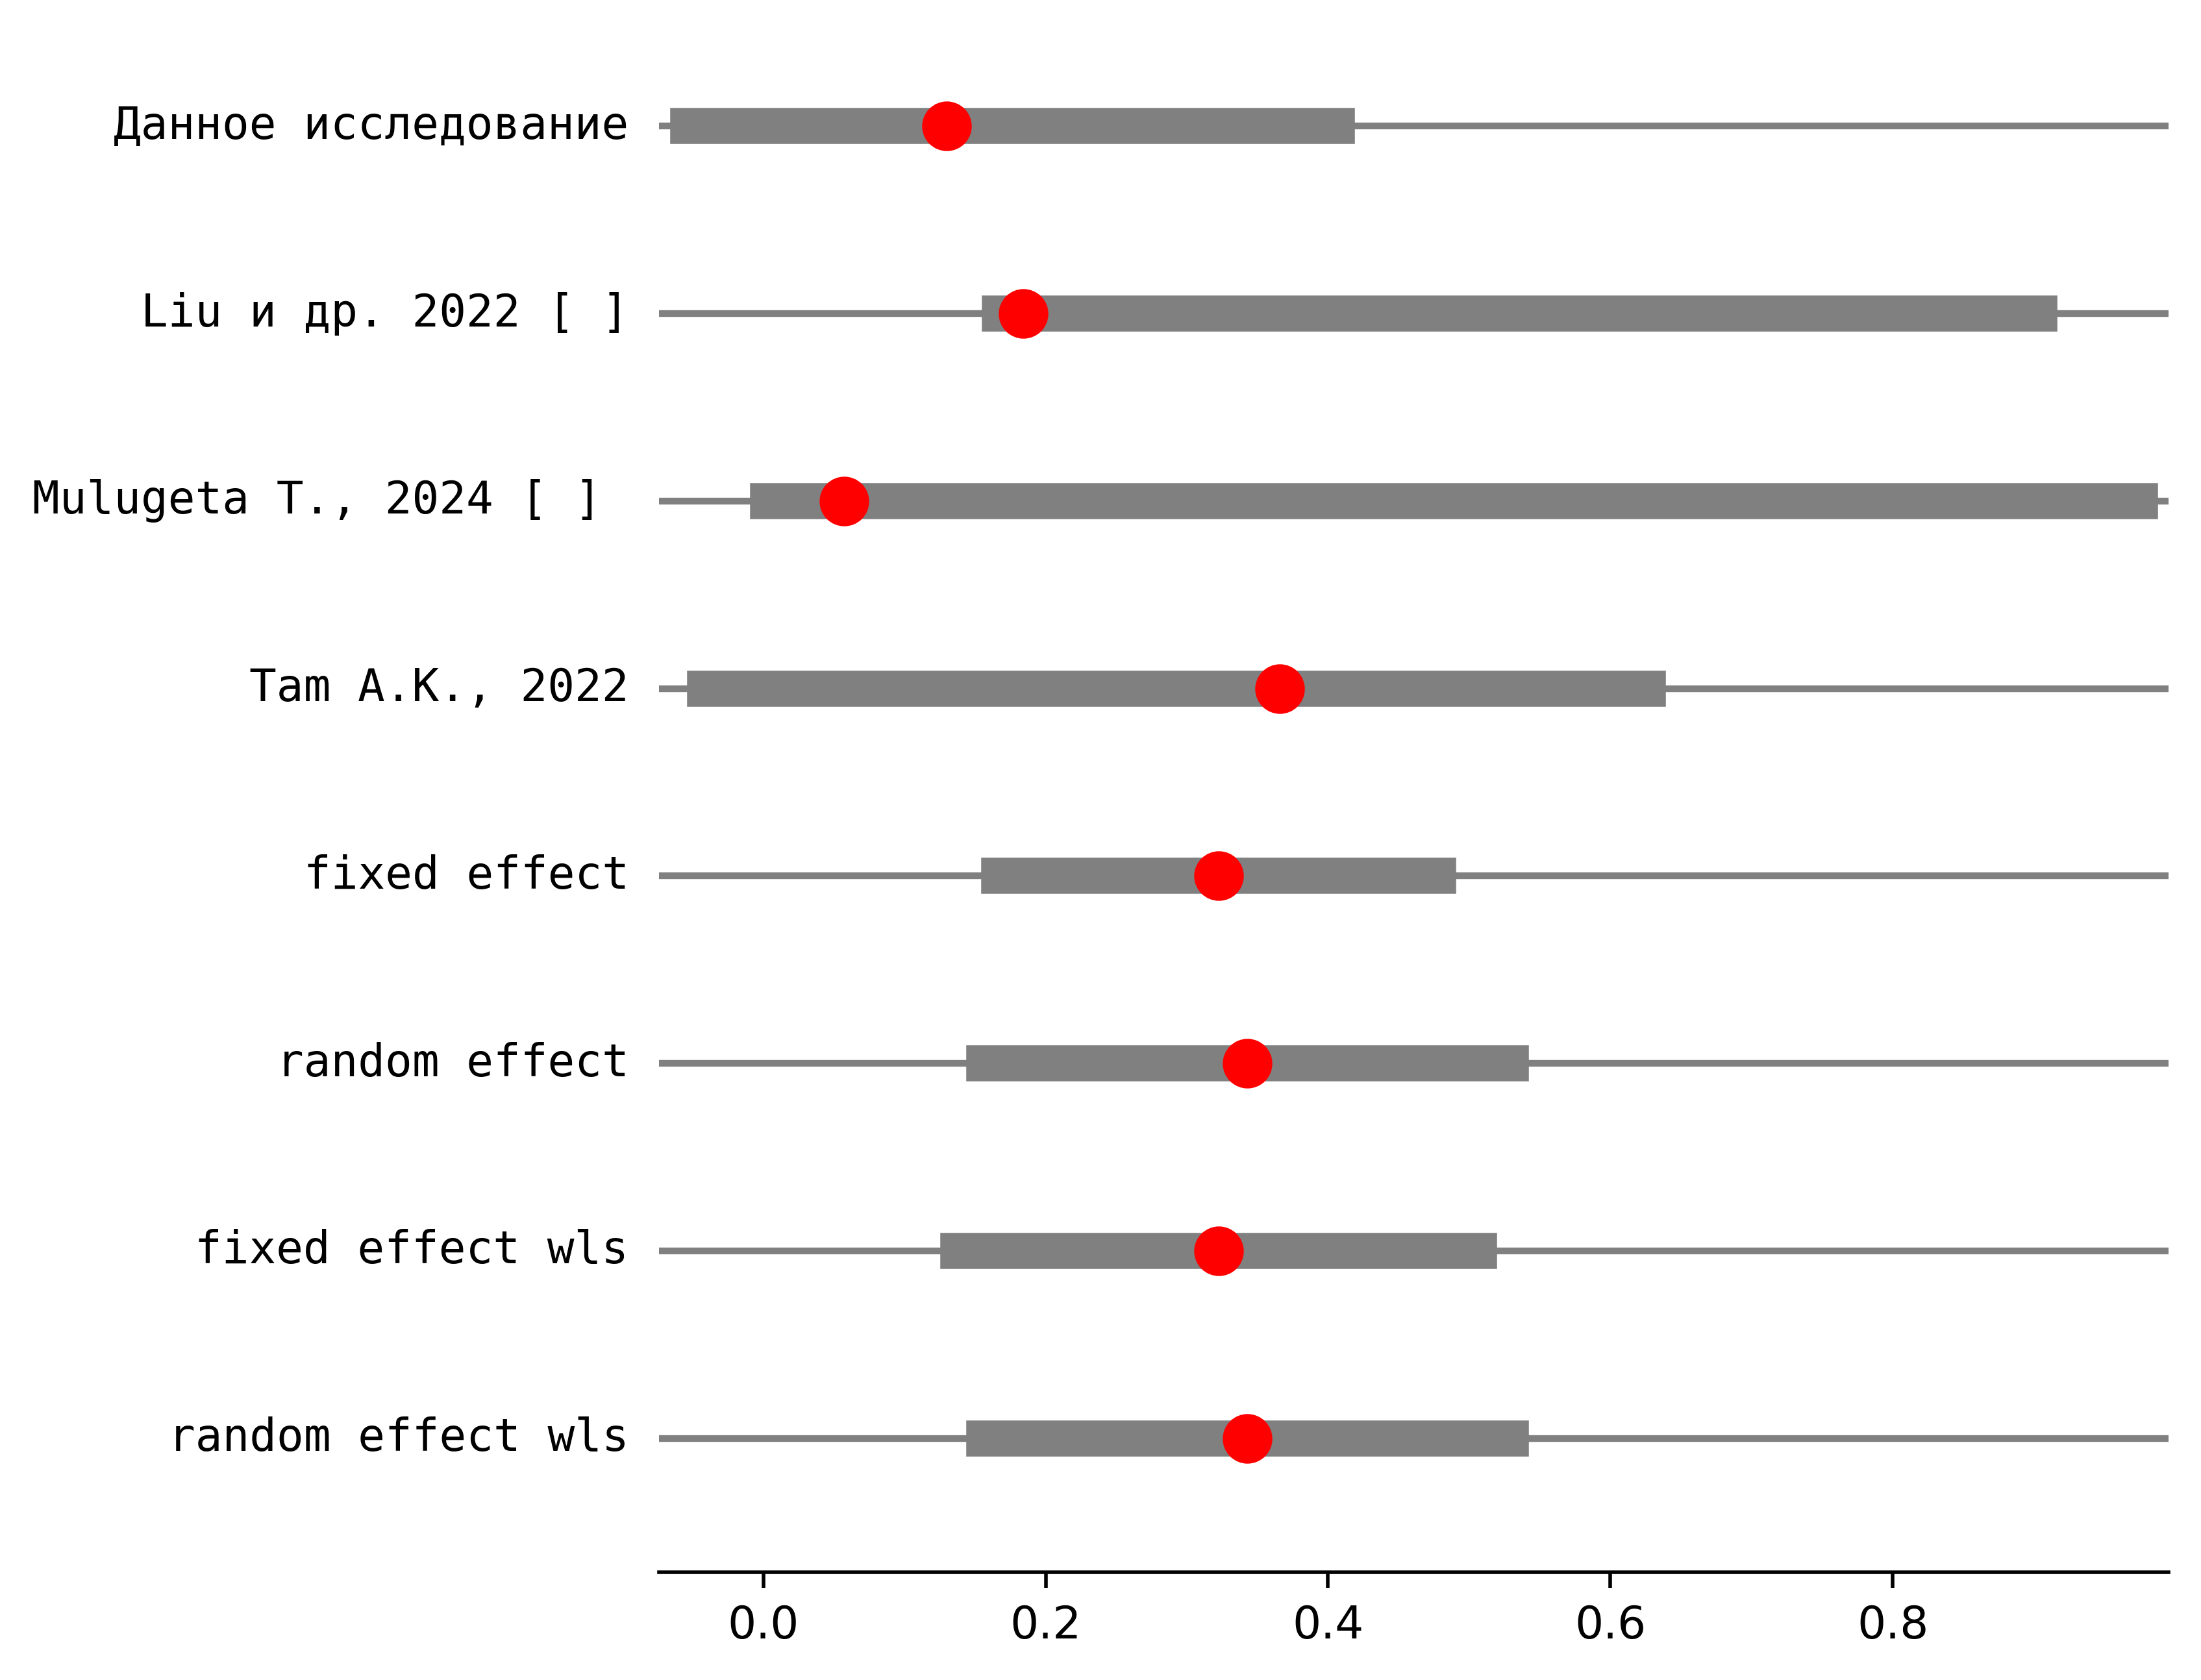 Данное исследование
Liu и др. 2022 [ ]
Mulugeta T., 2024 [ ]
Tam A.K., 2022
fixed effect
random effect
fixed effect wls
random effect wls
0.0 0.2 0.4 0.6 0.8